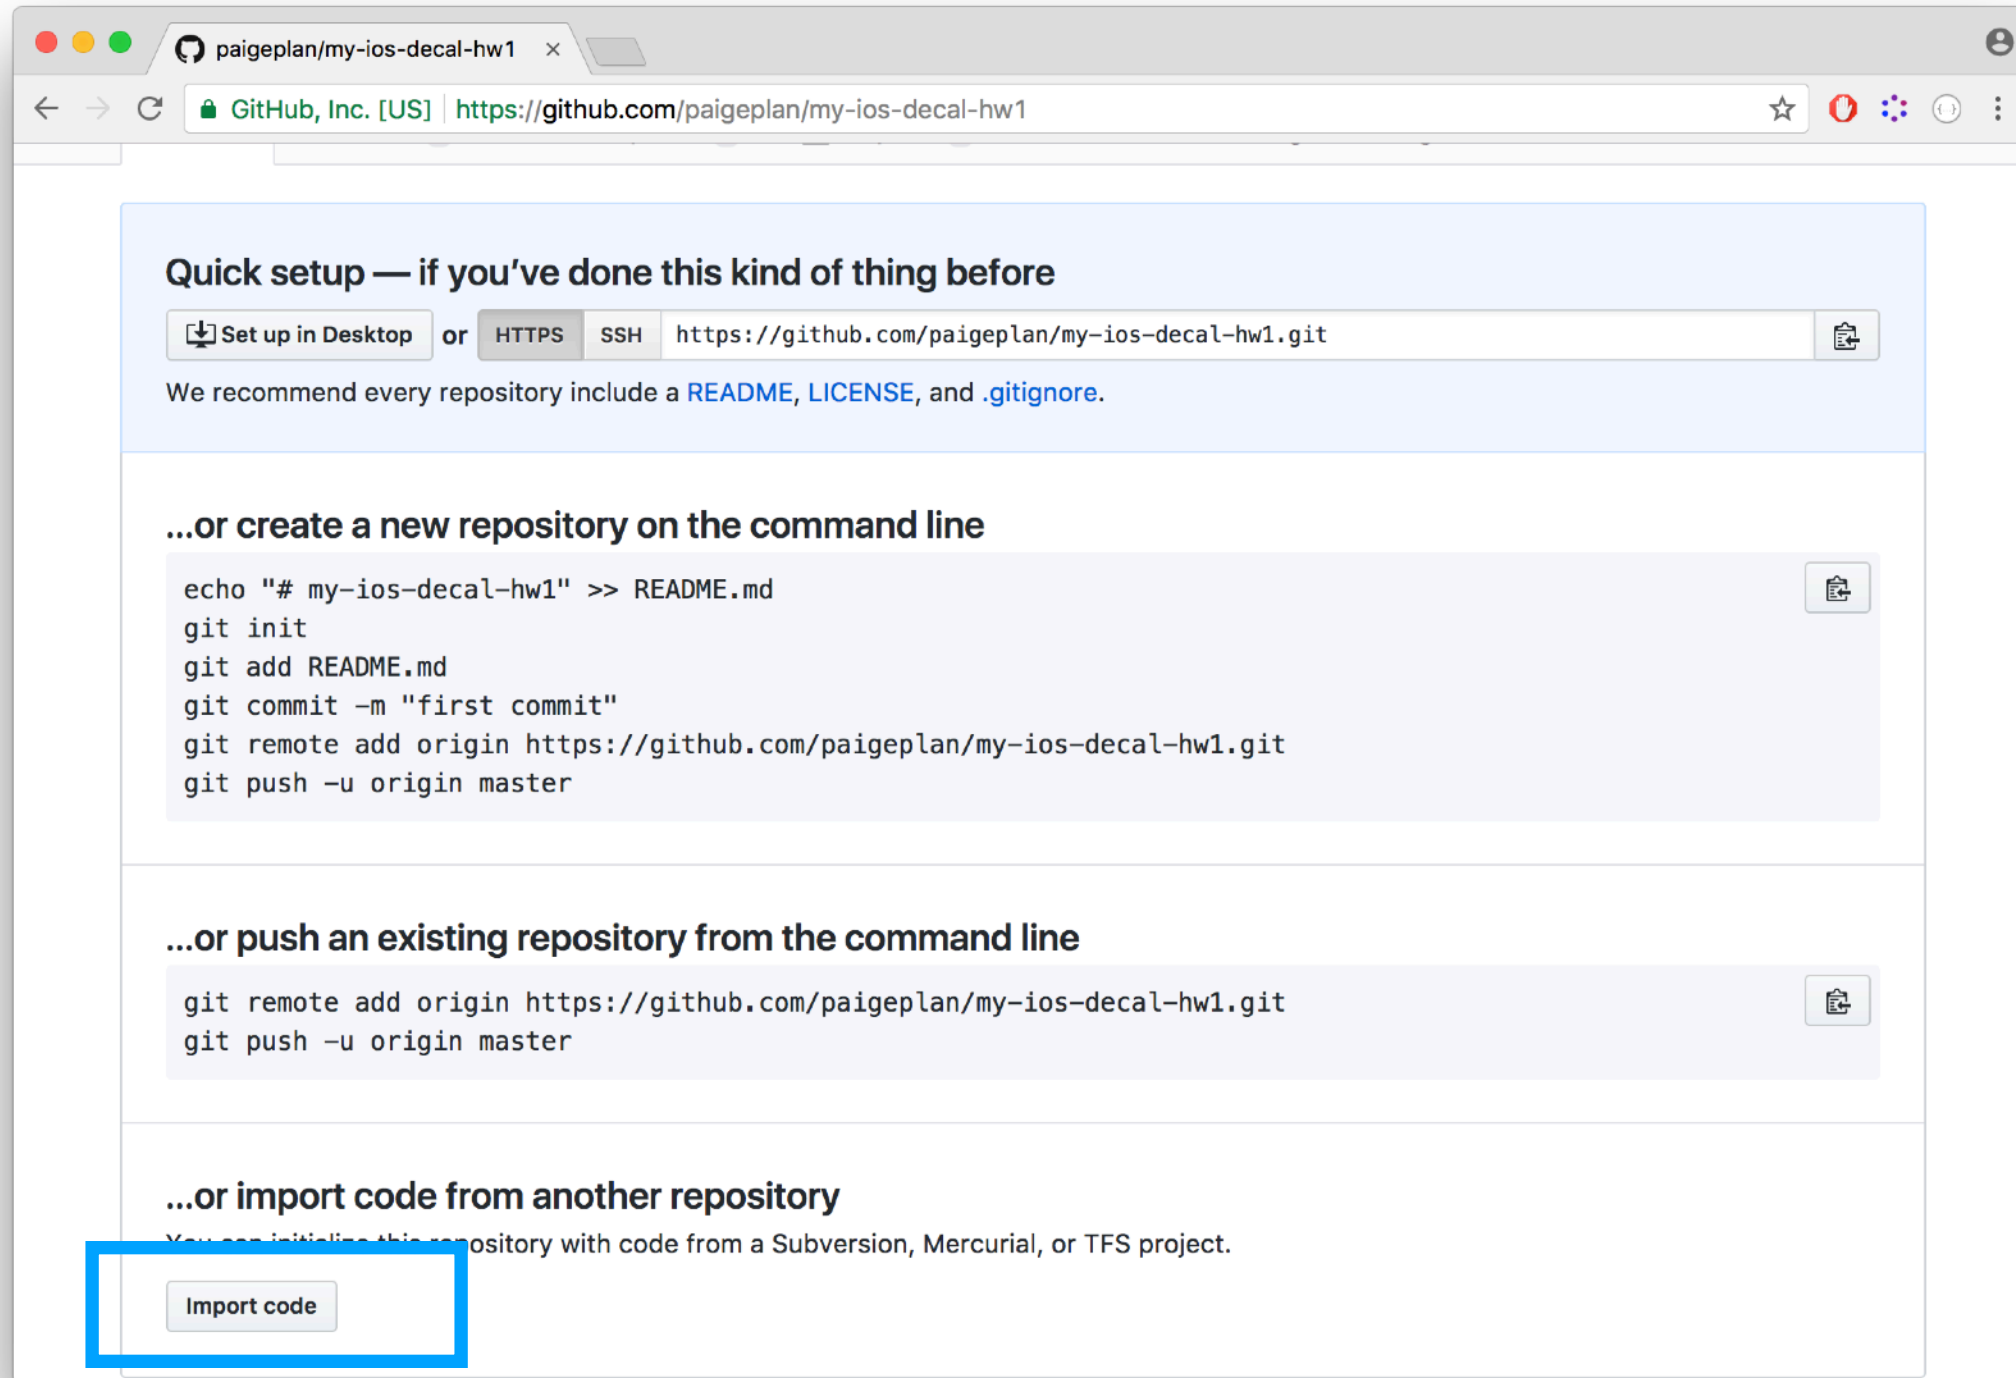 paigeplan/my-ios-decal-hw1
GitHub, Inc. [US] https://github.com/paigeplan/my-ios-decal-hw1
Quick setup — if you've done this kind of thing before
Set up in Desktop or HTTPS SSH https://github.com/paigeplan/my-ios-decal-hw1.git
We recommend every repository include a README, LICENSE, and .gitignore.
...or create a new repository on the command line
echo "# my-ios-decal-hw1" >> README.md
git init
git add README.md
git commit -m "first commit"
git remote add origin https://github.com/paigeplan/my-ios-decal-hw1.git
git push -u origin master
...or push an existing repository from the command line
git remote add origin https://github.com/paigeplan/my-ios-decal-hw1.git
git push -u origin master
...or import code from another repository
You can initialize this repository with code from a Subversion, Mercurial, or TFS project.
Import code